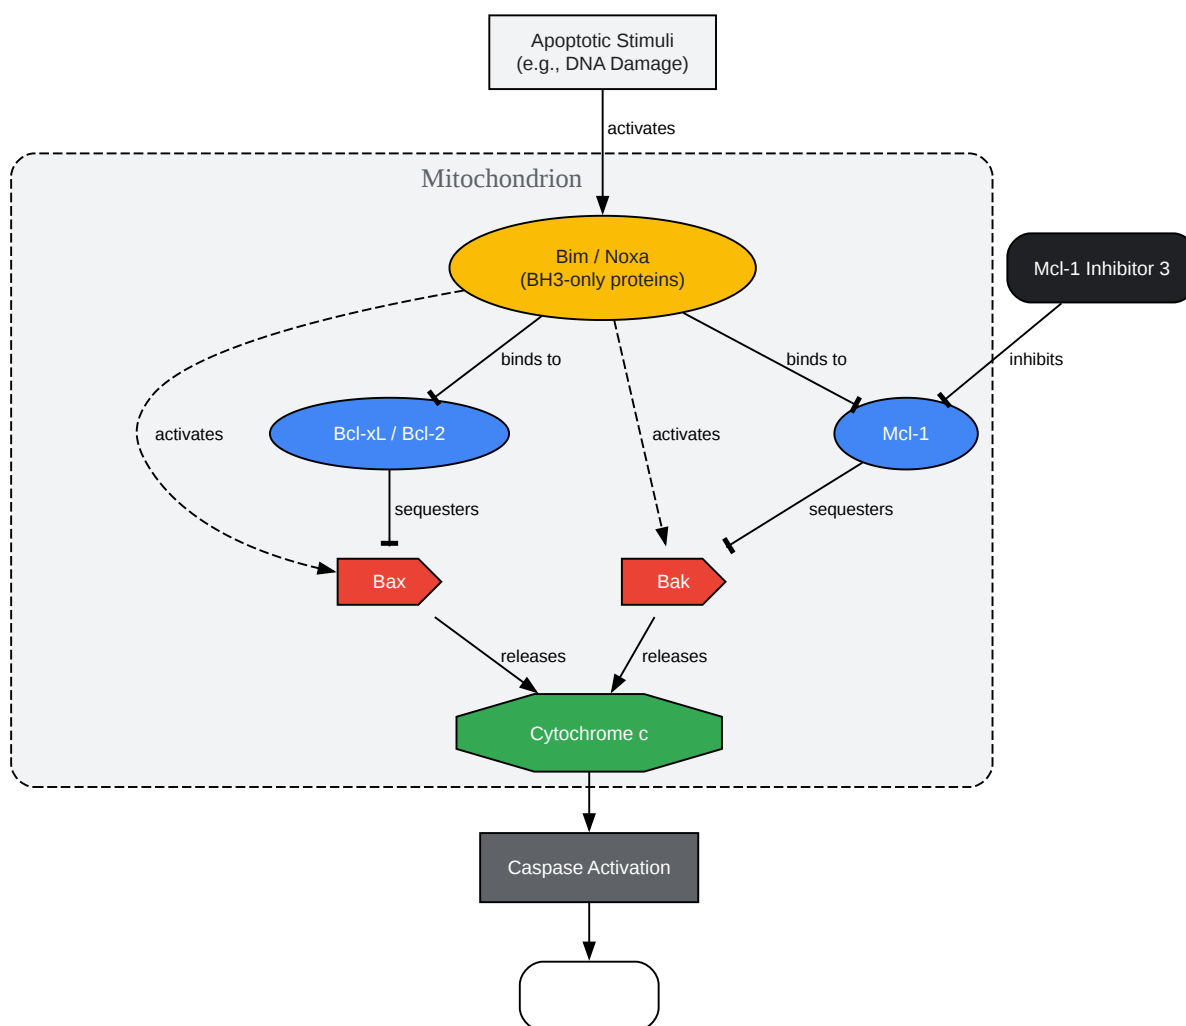 Apoptotic Stimuli
(e.g., DNA Damage)
activates
Mitochondrion
Bim / Noxa
(BH3-only proteins)
Mcl-1 Inhibitor 3
binds to
binds to
inhibits
activates
Bcl-xL / Bcl-2
activates
Mcl-1
sequesters
sequesters
Bax
Bak
releases
releases
Cytochrome c
Caspase Activation